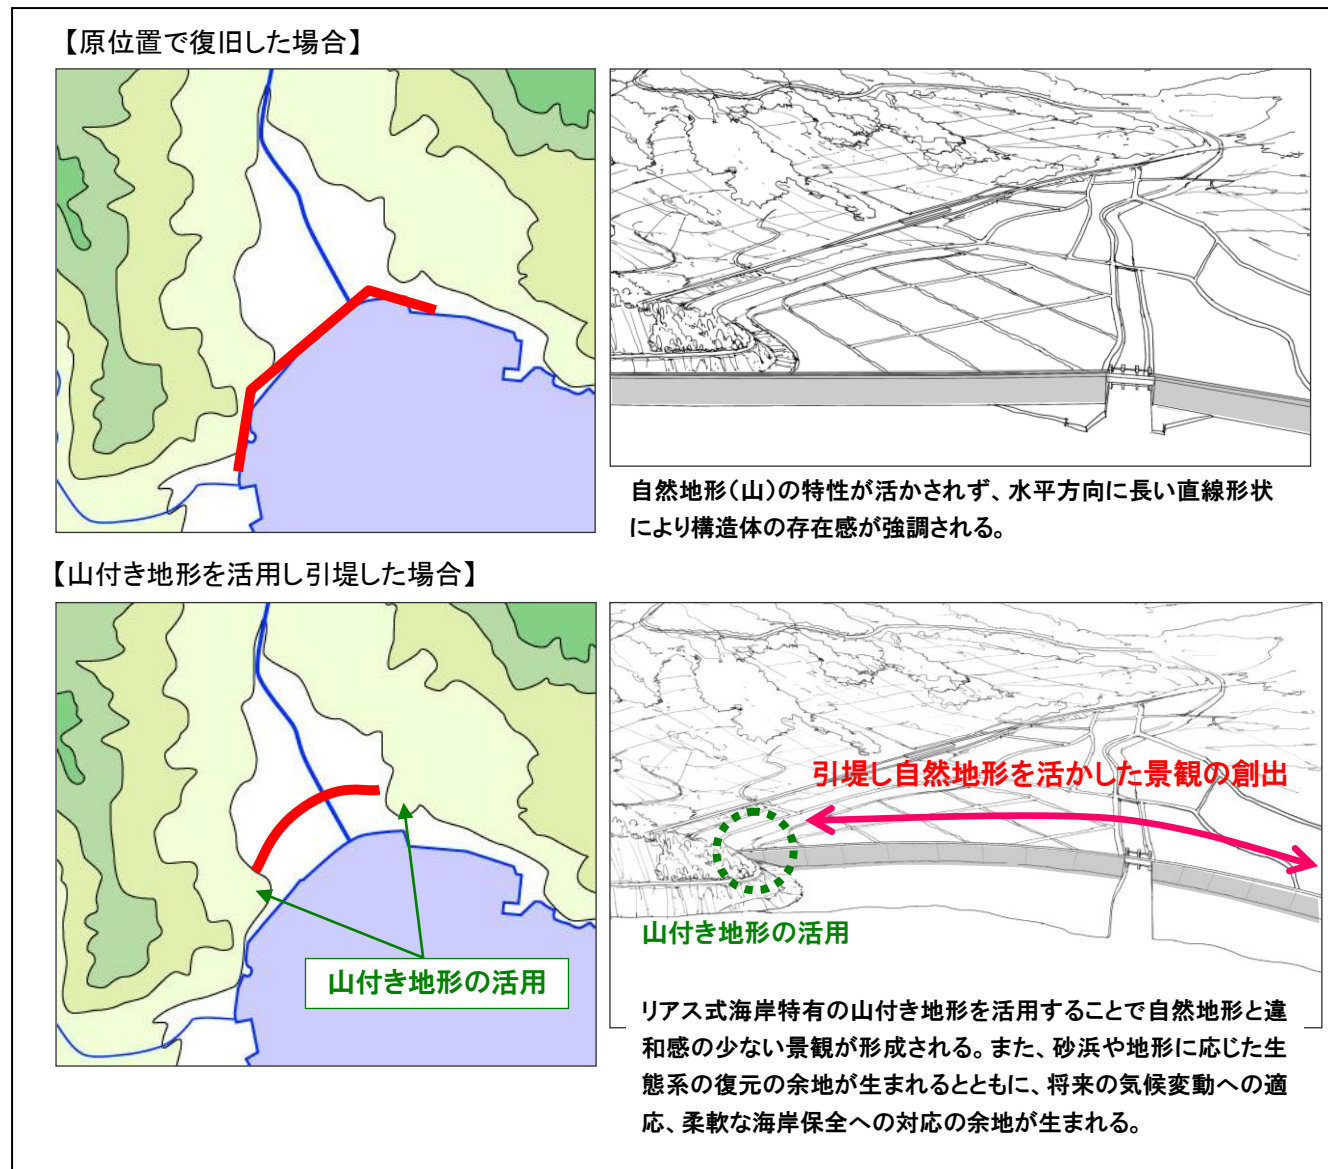 【原位置で復旧した場合】
自然地形（山）の特性が活かされず、水平方向に長い直線形状
により構造体の存在感が強調される。
【山付き地形を活用し引堤した場合】
山付き地形の活用
引堤し自然地形を活かした景観の創出
山付き地形の活用
リアス式海岸特有の山付き地形を活用することで自然地形と違
和感の少ない景観が形成される。また、砂浜や地形に応じた生
態系の復元の余地が生まれるとともに、将来の気候変動への適
応、柔軟な海岸保全への対応の余地が生まれる。